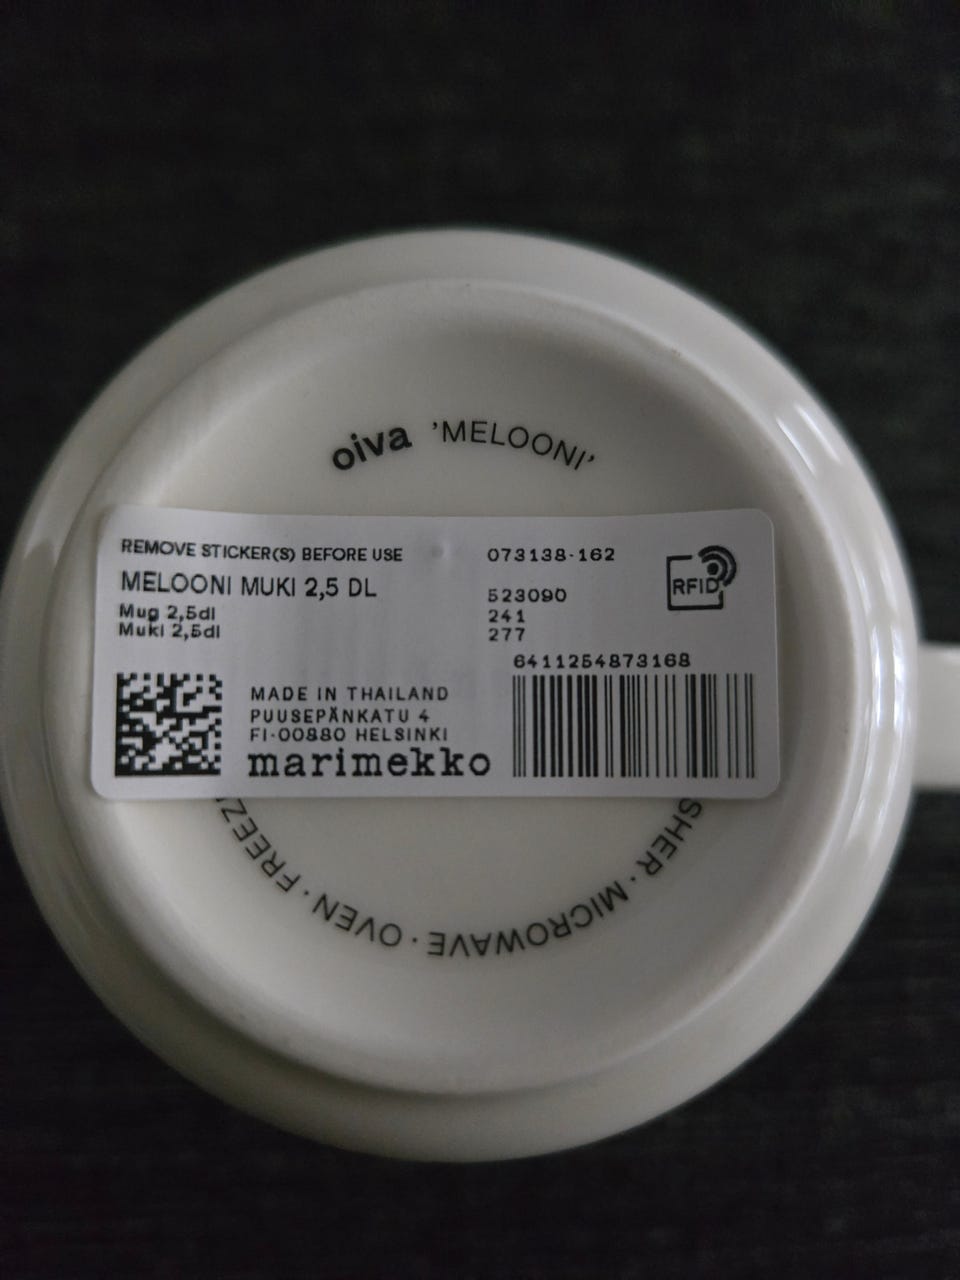 oiva 'MELOONI'
REMOVE STICKER(S) BEFORE USE
073138-162
MELOONI MUKI 2,5 DL
523090
Mug 2,5dl
241
Muki 2,5dl
277
RFID
6411254873168
MADE IN THAILAND
PUUSEPÄNKATU 4
FI-00880 HELSINKI
marimekko
SHER · MICROWAVE · OVEN · FREEZ